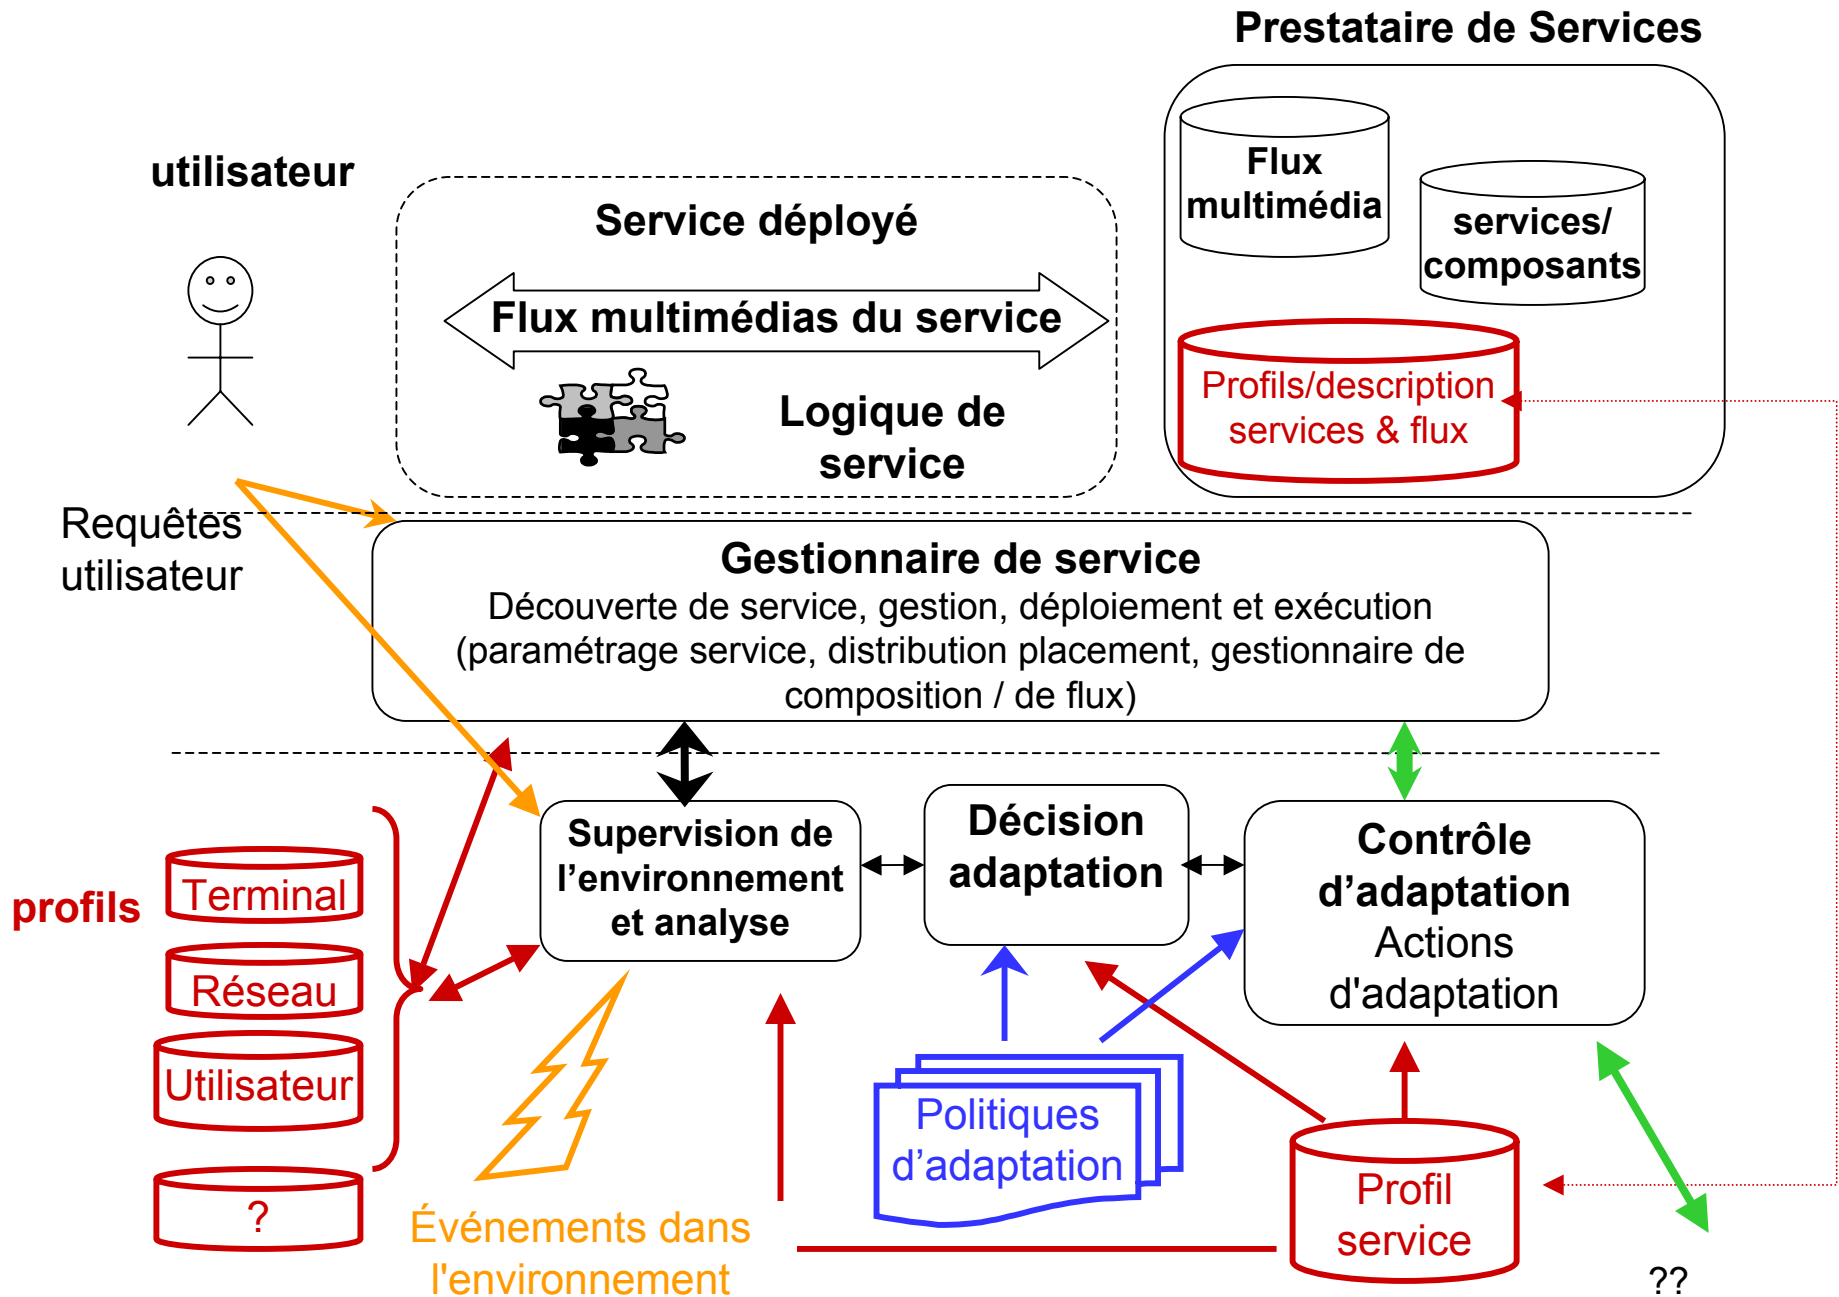 Prestataire de Services
utilisateur
Service déployé
Flux multimédias du service
Logique de
service
Flux
multimédia
services/
composants
Profils/description
services & flux
Requêtes
utilisateur
Gestionnaire de service
Découverte de service, gestion, déploiement et exécution
(paramétrage service, distribution placement, gestionnaire de
composition / de flux)
profils
Terminal
Réseau
Utilisateur
?
Supervision de
l’environnement
et analyse
Décision
adaptation
Contrôle
d’adaptation
Actions
d'adaptation
Événements dans
l'environnement
Politiques
d’adaptation
Profil
service
??